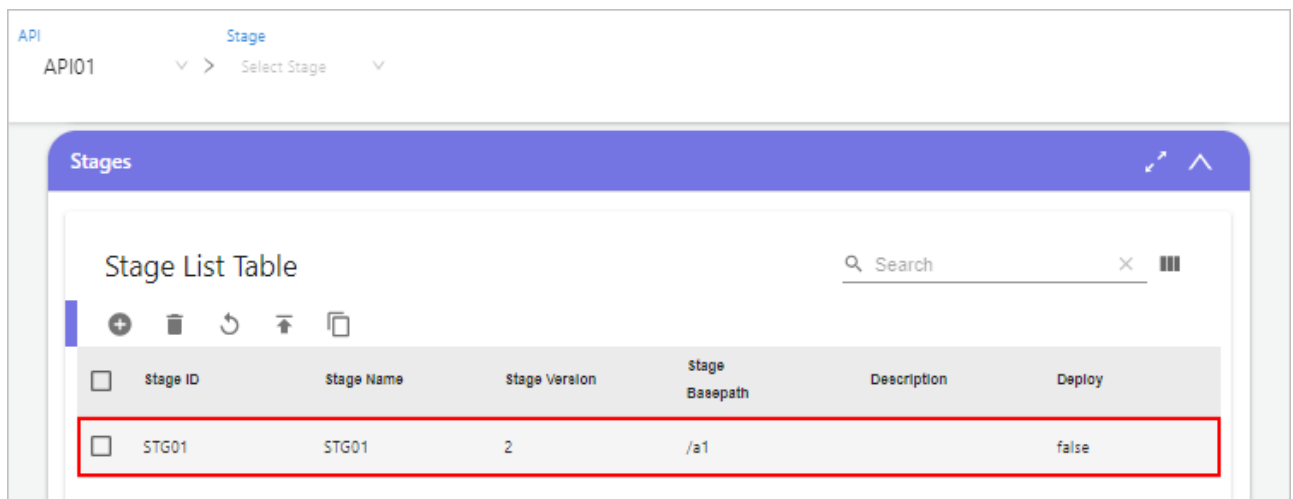 API Stage
API01 > Select Stage
Stages
Stage List Table
Search
Stage ID Stage Name Stage Version Stage Basepath Description Deploy
STG01 STG01 2 /a1 false